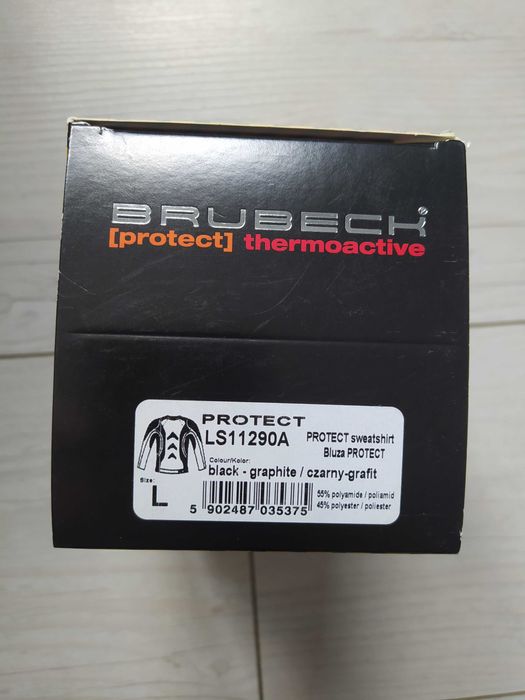 BRUBECK®
[protect] thermoactive
PROTECT
LS11290A
PROTECT sweatshirt
Bluza PROTECT
Colour/Kolor:
black - graphite / czarny-grafit
Size:
L
55% polyamide / poliamid
45% polyester / poliester
5 902487 035375